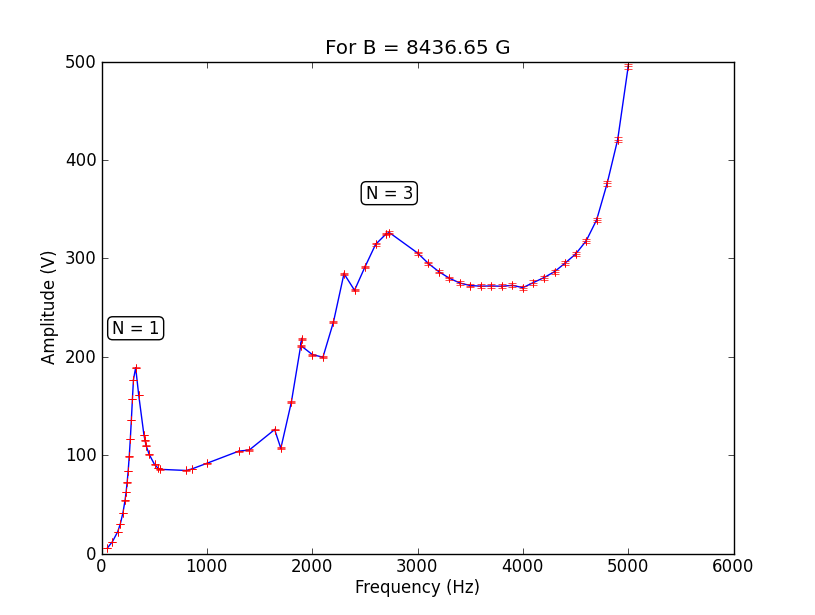 For B = 8436.65 G
500
400
300
200
100
0
Amplitude (V)
N = 3
N = 1
0 1000 2000 3000 4000 5000 6000
Frequency (Hz)